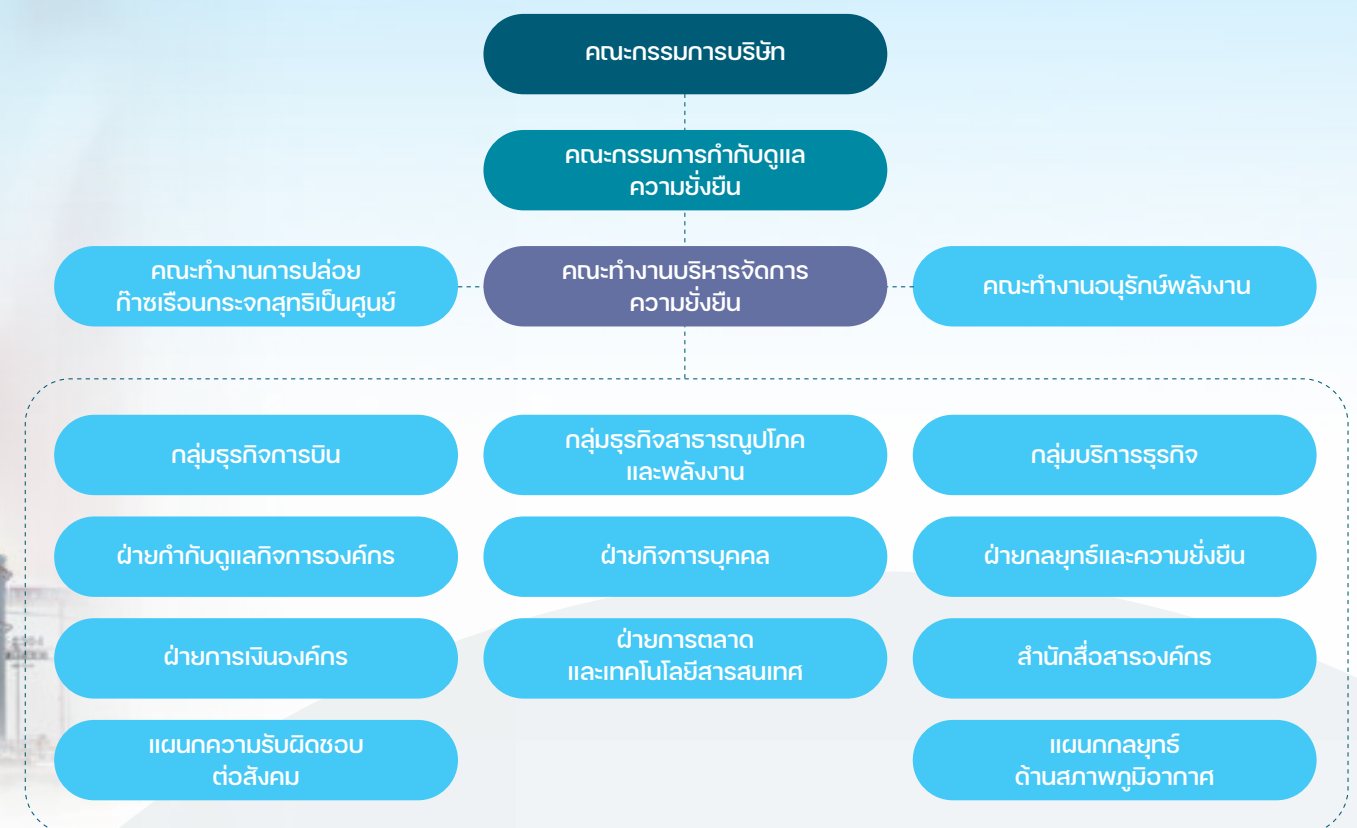 คณะกรรมการบริษัท
คณะกรรมการกำกับดูแล
ความยั่งยืน
คณะทำงานการปล่อย
ก๊าซเรือนกระจกสุทธิเป็นศูนย์
คณะทำงานบริหารจัดการ
ความยั่งยืน
คณะทำงานอนุรักษ์พลังงาน
กลุ่มธุรกิจการบิน
กลุ่มธุรกิจสาธารณูปโภค
และพลังงาน
กลุ่มบริการธุรกิจ
ฝ่ายกำกับดูแลกิจการองค์กร
ฝ่ายกิจการบุคคล
ฝ่ายกลยุทธ์และความยั่งยืน
ฝ่ายการเงินองค์กร
ฝ่ายการตลาด
และเทคโนโลยีสารสนเทศ
สำนักสื่อสารองค์กร
แผนกความรับผิดชอบ
ต่อสังคม
แผนกกลยุทธ์
ด้านสภาพภูมิอากาศ